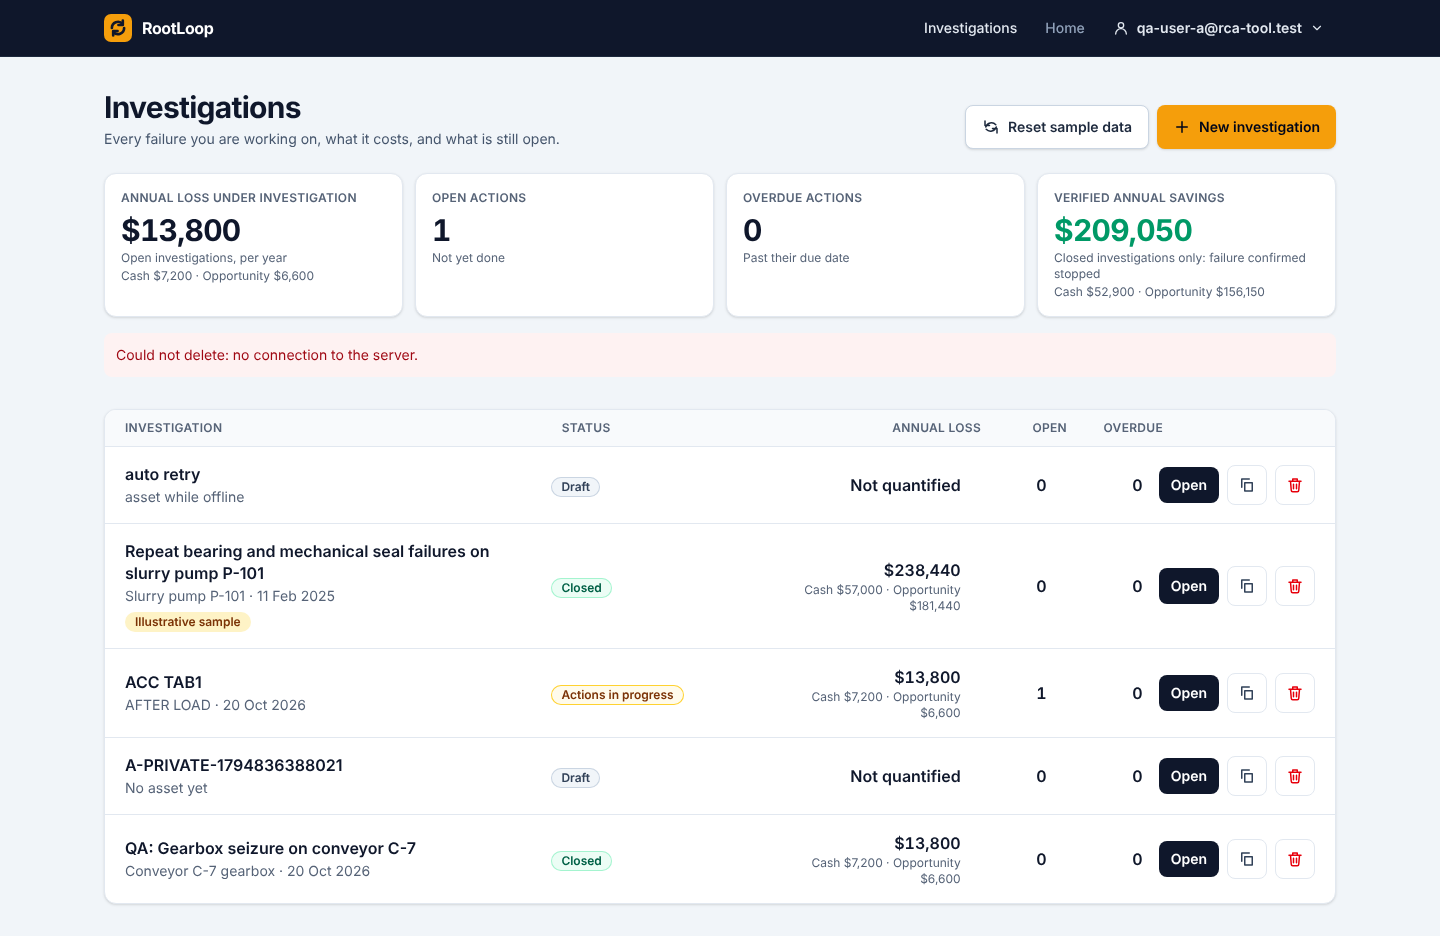 RootLoop
Investigations
Home
qa-user-a@rca-tool.test
Investigations
Every failure you are working on, what it costs, and what is still open.
Reset sample data
New investigation
ANNUAL LOSS UNDER INVESTIGATION
$13,800
Open investigations, per year
Cash $7,200 · Opportunity $6,600
OPEN ACTIONS
1
Not yet done
OVERDUE ACTIONS
0
Past their due date
VERIFIED ANNUAL SAVINGS
$209,050
Closed investigations only: failure confirmed
stopped
Cash $52,900 · Opportunity $156,150
Could not delete: no connection to the server.
INVESTIGATION STATUS ANNUAL LOSS OPEN OVERDUE
auto retry
asset while offline
Draft
Not quantified
0
0
Open
Repeat bearing and mechanical seal failures on
slurry pump P-101
Slurry pump P-101 · 11 Feb 2025
Illustrative sample
Closed
$238,440
Cash $57,000 · Opportunity
$181,440
0
0
Open
ACC TAB1
AFTER LOAD · 20 Oct 2026
Actions in progress
$13,800
Cash $7,200 · Opportunity
$6,600
1
0
Open
A-PRIVATE-1794836388021
No asset yet
Draft
Not quantified
0
0
Open
QA: Gearbox seizure on conveyor C-7
Conveyor C-7 gearbox · 20 Oct 2026
Closed
$13,800
Cash $7,200 · Opportunity
$6,600
0
0
Open